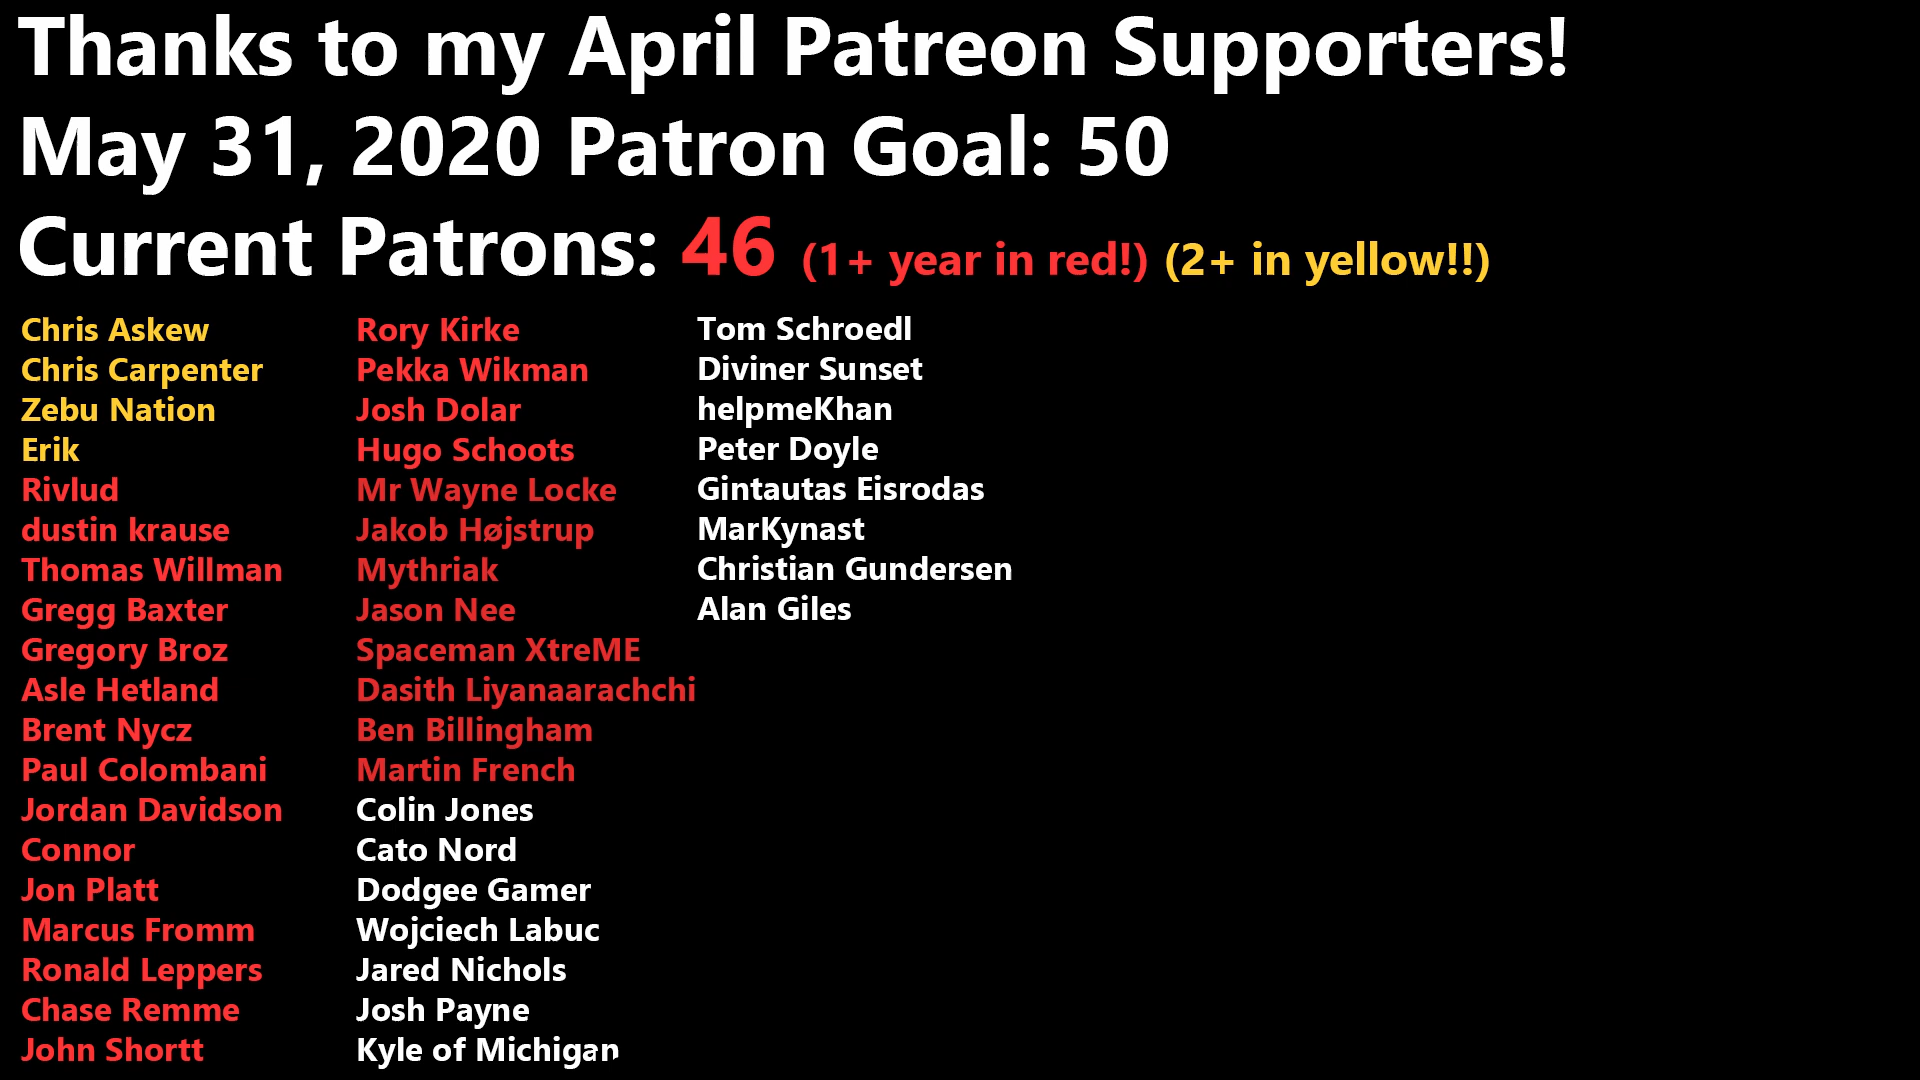 Thanks to my April Patreon Supporters!
May 31, 2020 Patron Goal: 50
Current Patrons: 46 (1+ year in red!) (2+ in yellow!!)
Chris Askew
Chris Carpenter
Zebu Nation
Erik
Rivlud
dustin krause
Thomas Willman
Gregg Baxter
Gregory Broz
Asle Hetland
Brent Nycz
Paul Colombani
Jordan Davidson
Connor
Jon Platt
Marcus Fromm
Ronald Leppers
Chase Remme
John Shortt
Rory Kirke
Pekka Wikman
Josh Dolar
Hugo Schoots
Mr Wayne Locke
Jakob Højstrup
Mythriak
Jason Nee
Spaceman XtreME
Dasith Liyanaarachchi
Ben Billingham
Martin French
Colin Jones
Cato Nord
Dodgee Gamer
Wojciech Labuc
Jared Nichols
Josh Payne
Kyle of Michigan
Tom Schroedl
Diviner Sunset
helpmeKhan
Peter Doyle
Gintautas Eisrodas
MarKynast
Christian Gundersen
Alan Giles